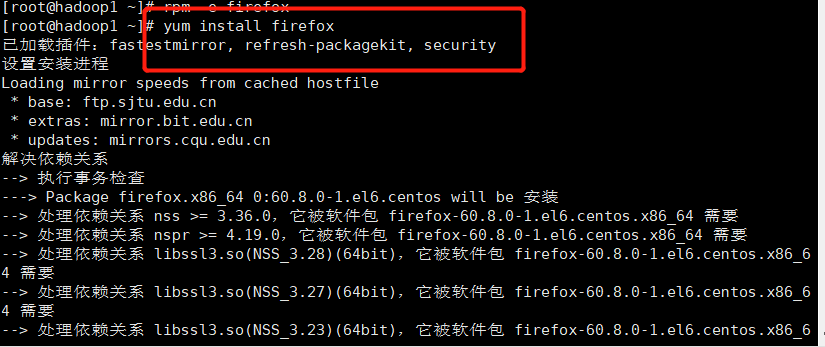 [root@hadoop1 ~]# rpm -e firefox
[root@hadoop1 ~]# yum install firefox
已加载插件：fastestmirror, refresh-packagekit, security
设置安装进程
Loading mirror speeds from cached hostfile
 * base: ftp.sjtu.edu.cn
 * extras: mirror.bit.edu.cn
 * updates: mirrors.cqu.edu.cn
解决依赖关系
--> 执行事务检查
---> Package firefox.x86_64 0:60.8.0-1.el6.centos will be 安装
--> 处理依赖关系 nss >= 3.36.0，它被软件包 firefox-60.8.0-1.el6.centos.x86_64 需要
--> 处理依赖关系 nspr >= 4.19.0，它被软件包 firefox-60.8.0-1.el6.centos.x86_64 需要
--> 处理依赖关系 libssl3.so(NSS_3.28)(64bit)，它被软件包 firefox-60.8.0-1.el6.centos.x86_6
4 需要
--> 处理依赖关系 libssl3.so(NSS_3.27)(64bit)，它被软件包 firefox-60.8.0-1.el6.centos.x86_6
4 需要
--> 处理依赖关系 libssl3.so(NSS_3.23)(64bit)，它被软件包 firefox-60.8.0-1.el6.centos.x86_6